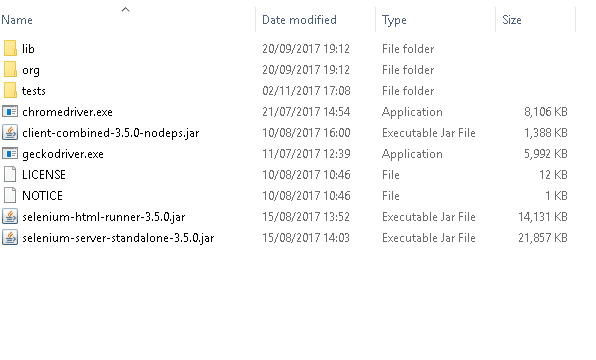 Name Date modified Type Size
lib 20/09/2017 19:12 File folder
org 20/09/2017 19:12 File folder
tests 02/11/2017 17:08 File folder
chromedriver.exe 21/07/2017 14:54 Application 8,106 KB
client-combined-3.5.0-nodeps.jar 10/08/2017 16:00 Executable Jar File 1,388 KB
geckodriver.exe 11/07/2017 12:39 Application 5,992 KB
LICENSE 10/08/2017 10:46 File 12 KB
NOTICE 10/08/2017 10:46 File 1 KB
selenium-html-runner-3.5.0.jar 15/08/2017 13:52 Executable Jar File 14,131 KB
selenium-server-standalone-3.5.0.jar 15/08/2017 14:03 Executable Jar File 21,857 KB